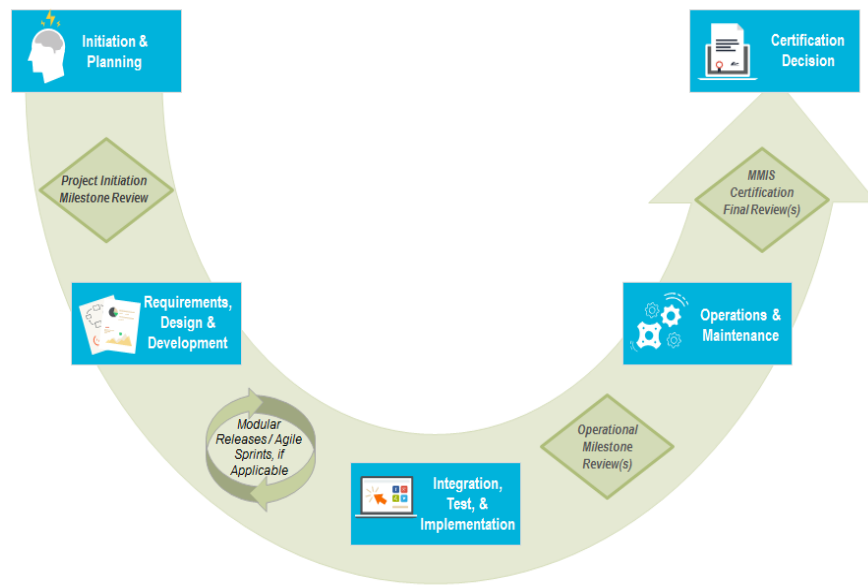 Initiation &
Planning
Certification
Decision
Project Initiation
Milestone Review
MMIS
Certification
Final Review(s)
Requirements,
Design &
Development
Operations &
Maintenance
Modular
Releases / Agile
Sprints, if
Applicable
Operational
Milestone
Review(s)
Integration,
Test, &
Implementation